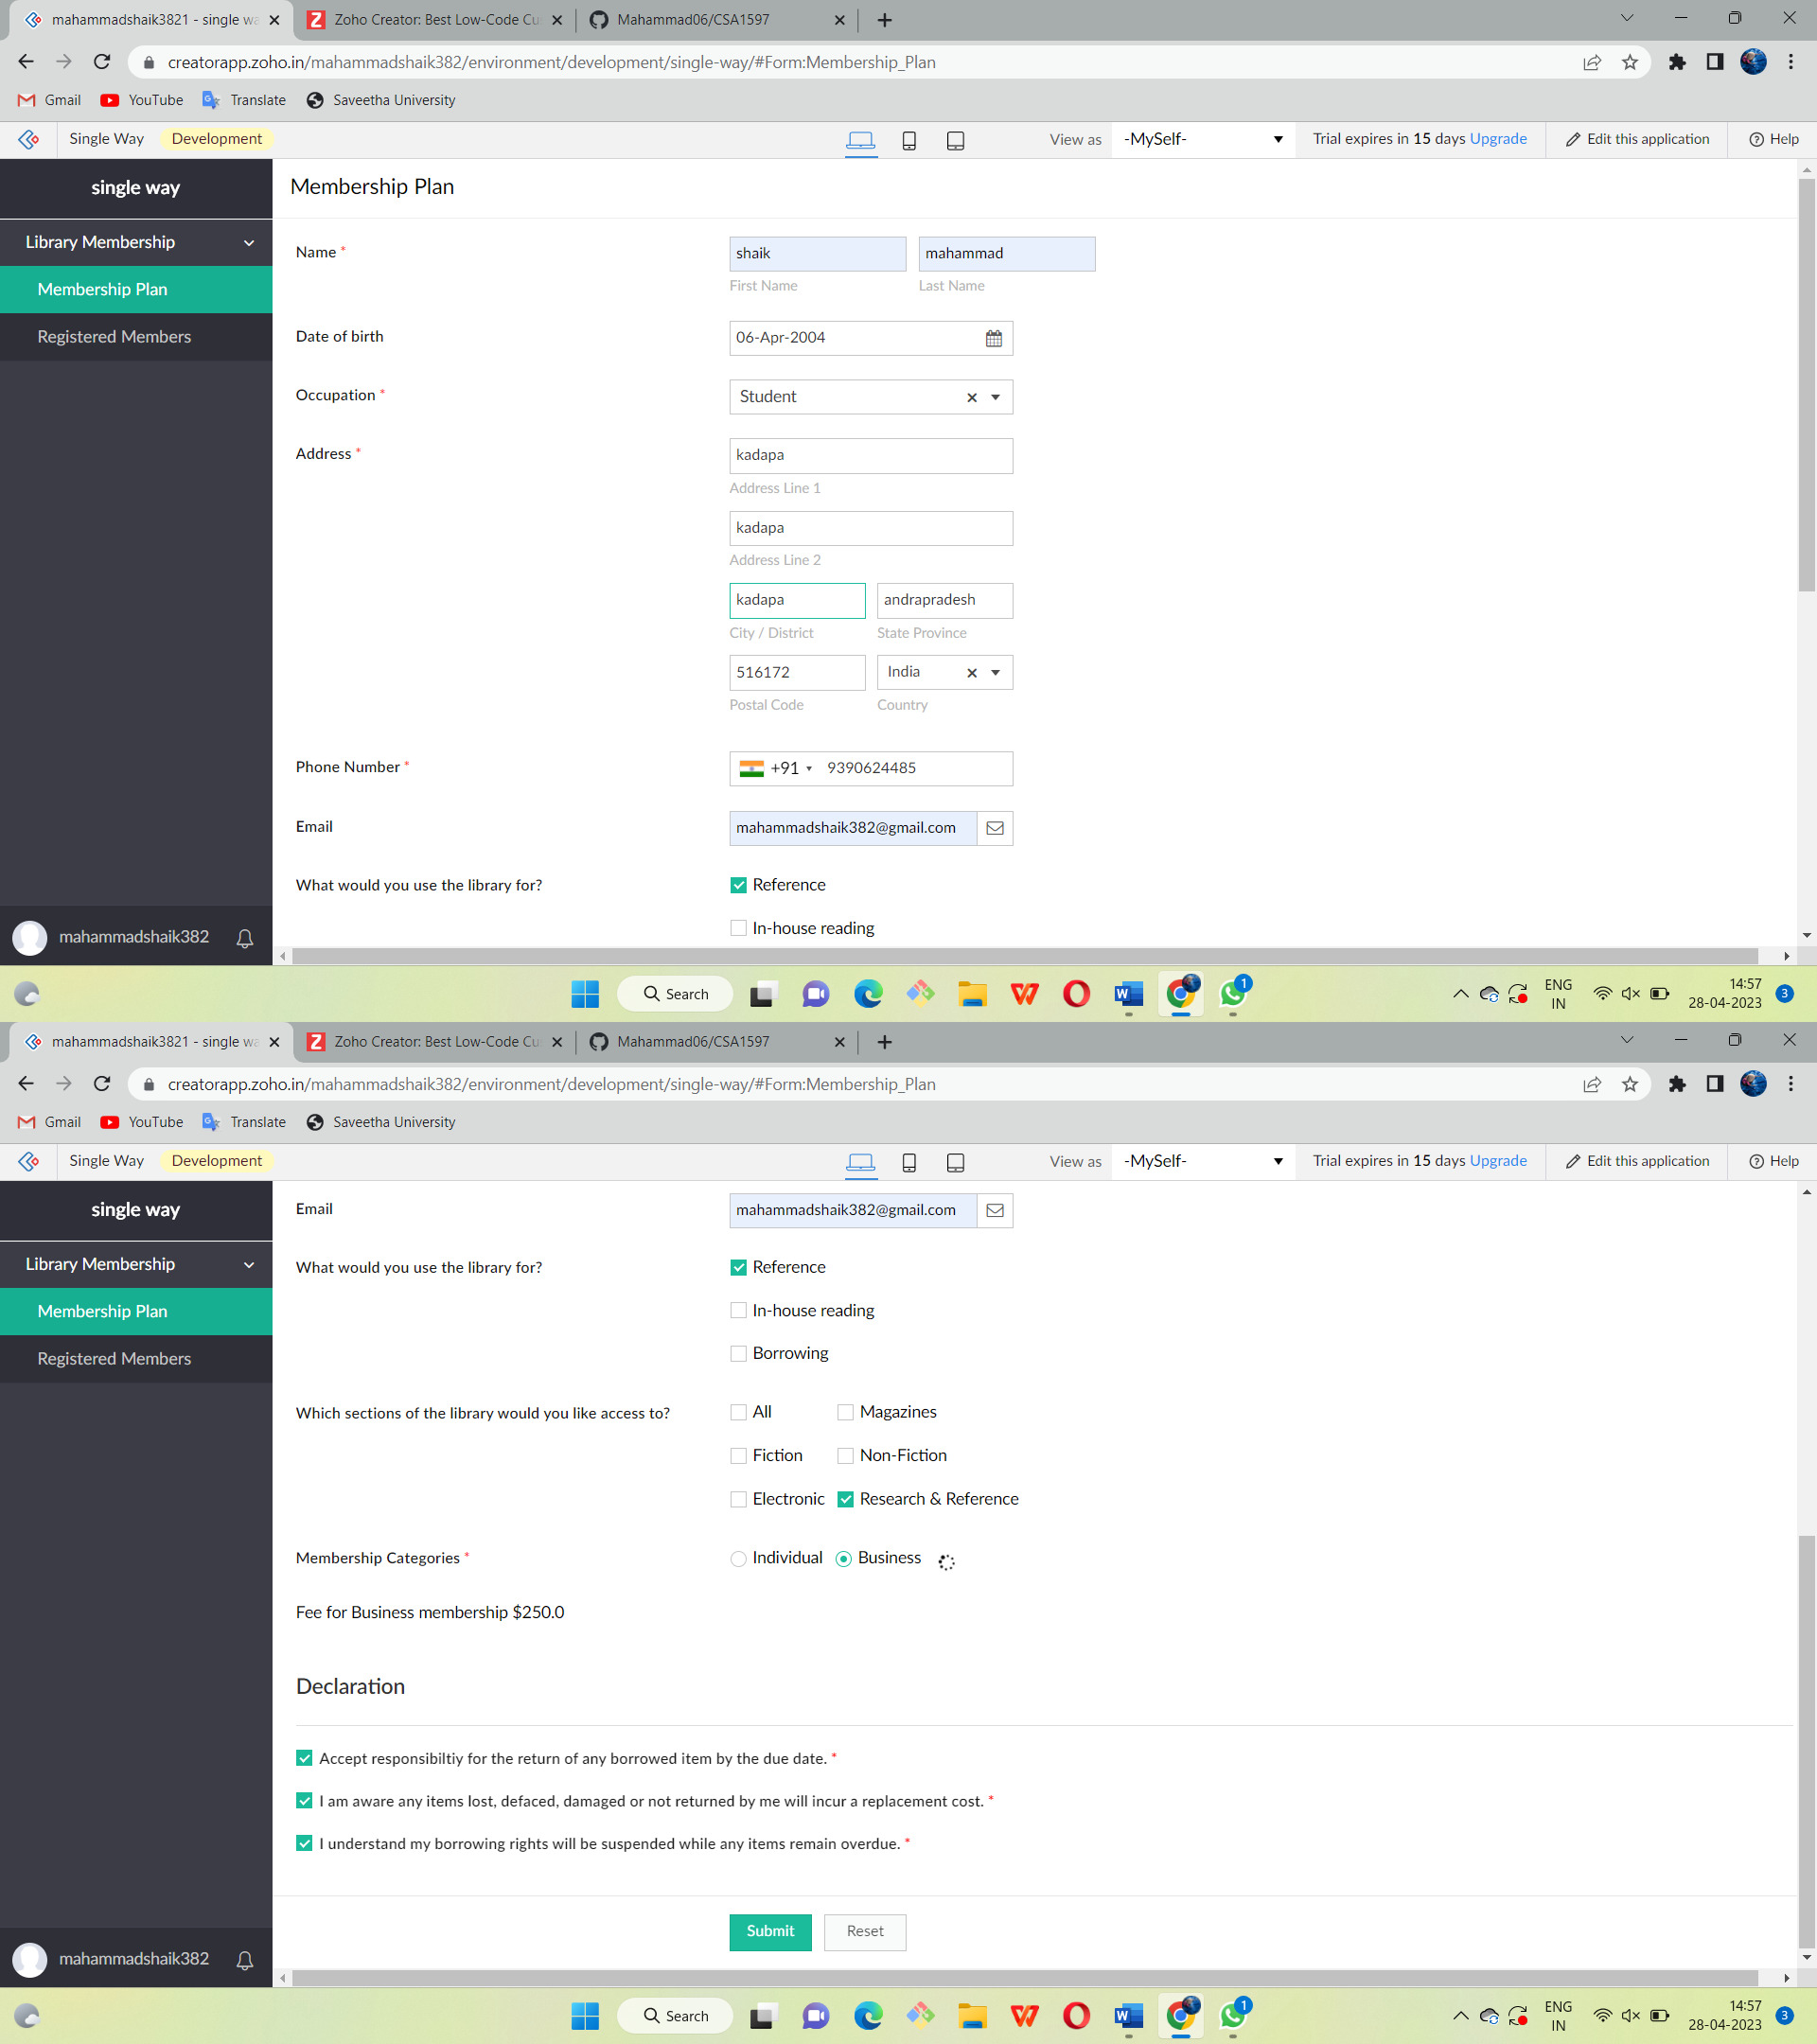 mahammadshaik3821 - single wa
Zoho Creator: Best Low-Code Cu
Mahammad06/CSA1597
creatorapp.zoho.in/mahammadshaik382/environment/development/single-way/#Form:Membership_Plan
Gmail YouTube Translate Saveetha University
Single Way Development View as -MySelf- Trial expires in 15 days Upgrade Edit this application Help
single way
Membership Plan
Library Membership
Membership Plan
Registered Members
Name *
shaik mahammad
First Name Last Name
Date of birth
06-Apr-2004
Occupation *
Student
Address *
kadapa
Address Line 1
kadapa
Address Line 2
kadapa andrapradesh
City / District State Province
516172 India
Postal Code Country
Phone Number *
+91 9390624485
Email
mahammadshaik382@gmail.com
What would you use the library for?
Reference
In-house reading
mahammadshaik382
Search
W
1
ENG
IN
14:57
28-04-2023
3
mahammadshaik3821 - single wa
Zoho Creator: Best Low-Code Cu
Mahammad06/CSA1597
creatorapp.zoho.in/mahammadshaik382/environment/development/single-way/#Form:Membership_Plan
Gmail YouTube Translate Saveetha University
Single Way Development View as -MySelf- Trial expires in 15 days Upgrade Edit this application Help
single way
Library Membership
Membership Plan
Registered Members
Email
mahammadshaik382@gmail.com
What would you use the library for?
Reference
In-house reading
Borrowing
Which sections of the library would you like access to?
All Magazines
Fiction Non-Fiction
Electronic Research & Reference
Membership Categories *
Individual Business
Fee for Business membership $250.0
Declaration
Accept responsibiltiy for the return of any borrowed item by the due date. *
I am aware any items lost, defaced, damaged or not returned by me will incur a replacement cost. *
I understand my borrowing rights will be suspended while any items remain overdue. *
Submit Reset
mahammadshaik382
Search
W
1
ENG
IN
14:57
28-04-2023
3